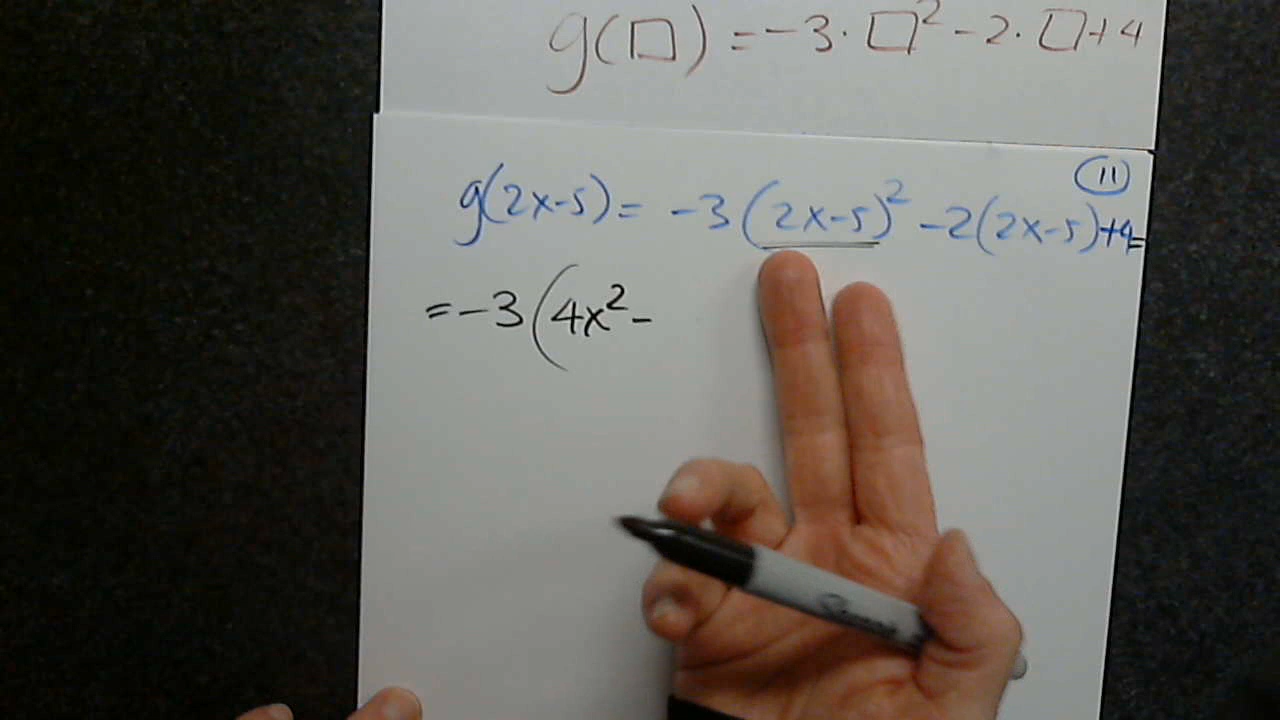 g(□) = -3·□² - 2·□+4
11
g(2x-5) = -3(2x-5)² -2(2x-5)+4=
= -3(4x² -